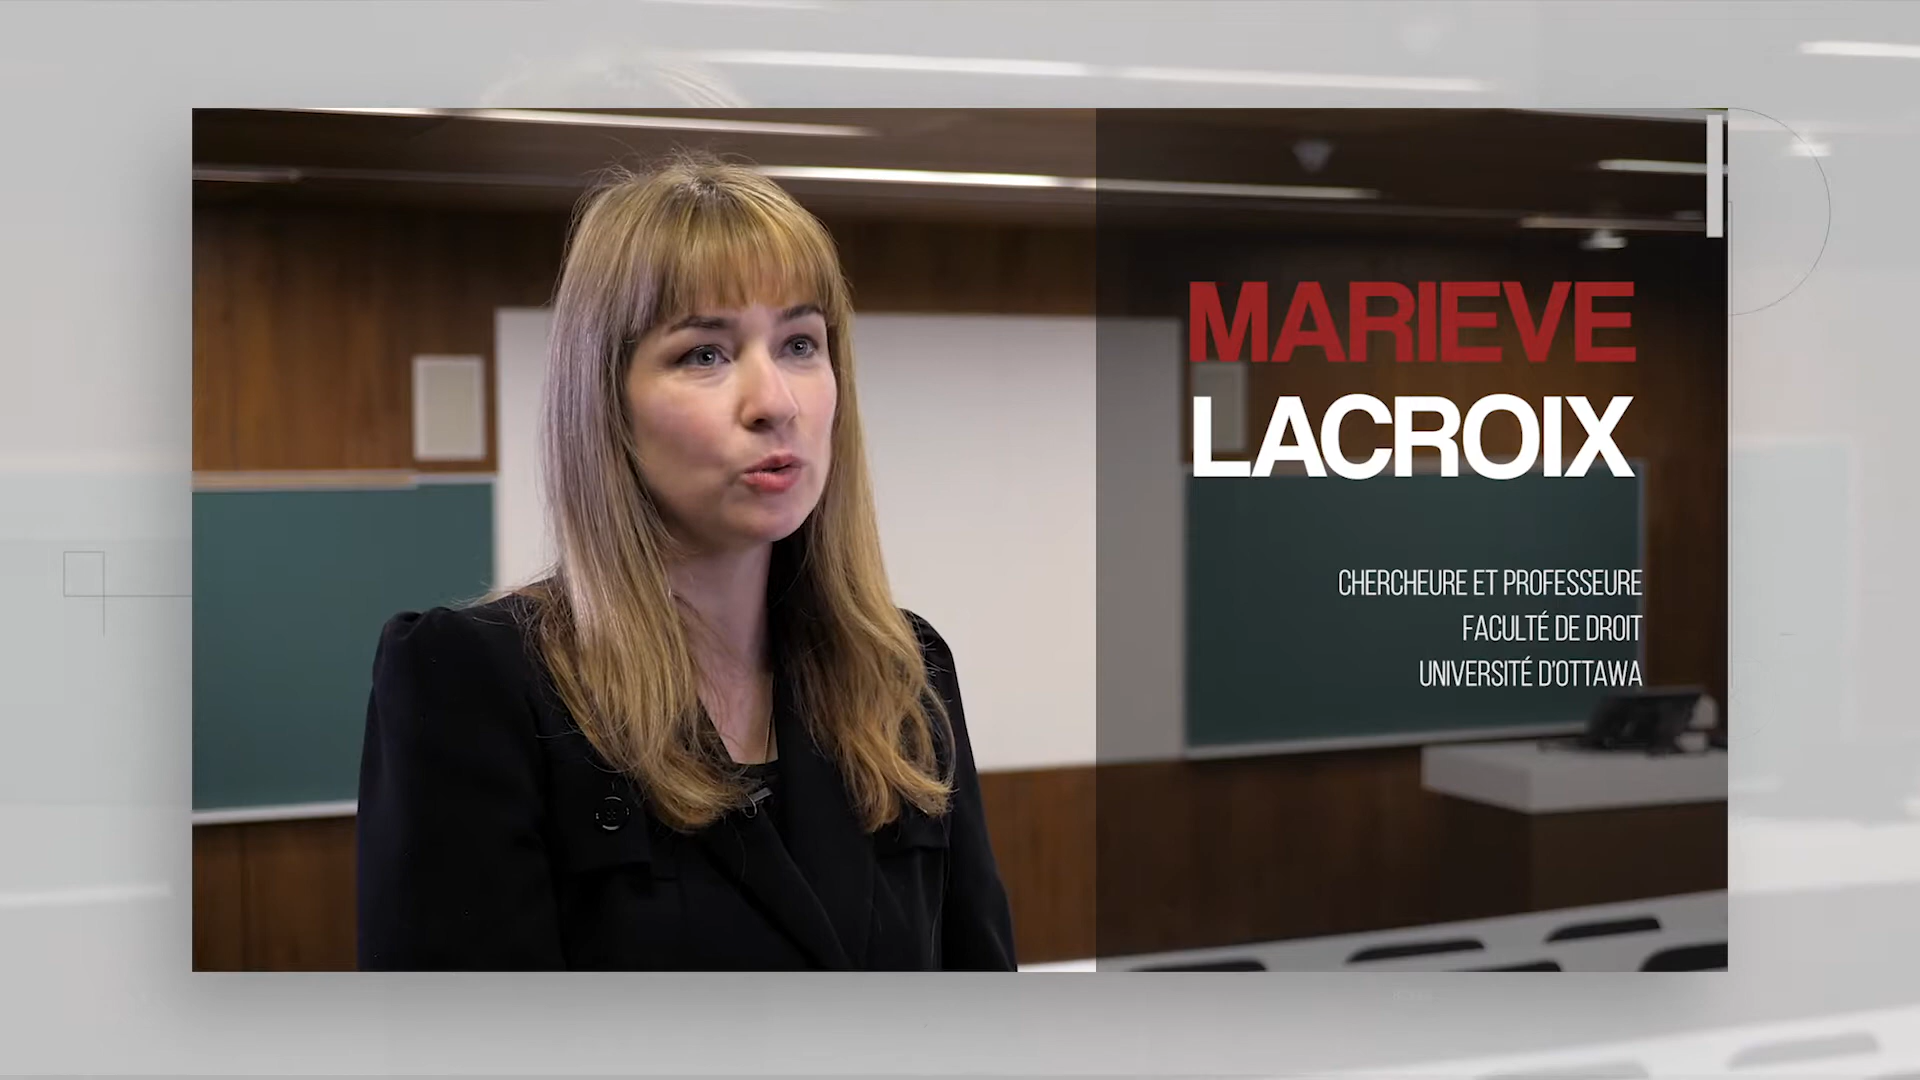 MARIEVE
LACROIX
CHERCHEURE ET PROFESSEURE
FACULTÉ DE DROIT
UNIVERSITÉ D'OTTAWA